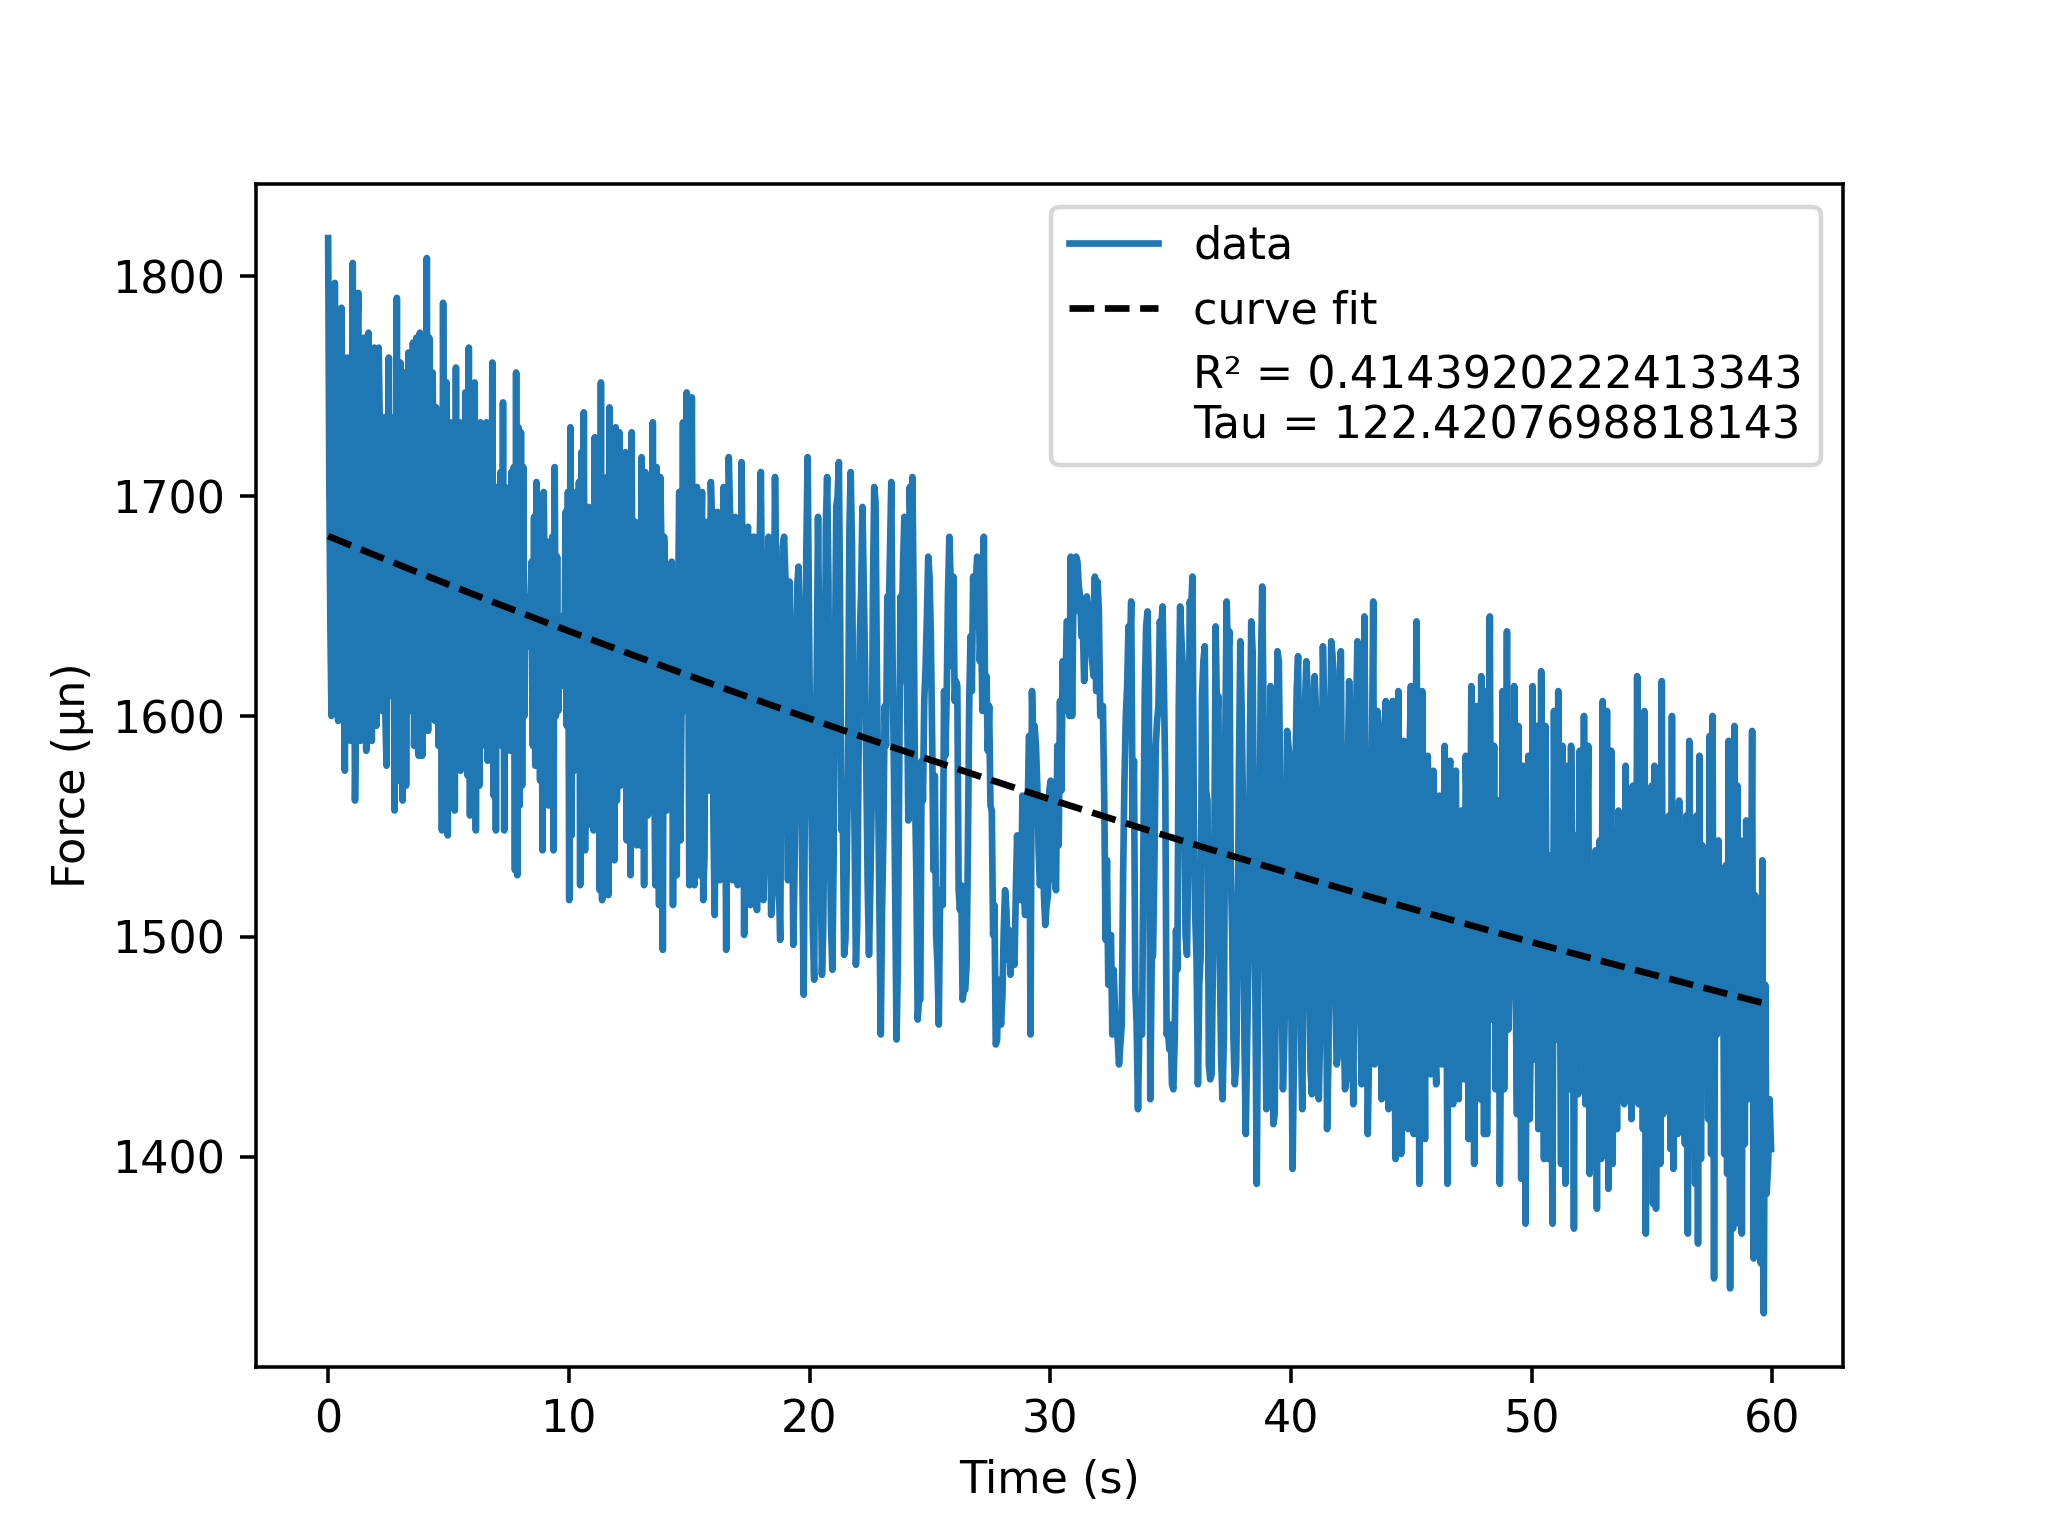 data
curve fit
R² = 0.4143920222413343
Tau = 122.4207698818143
1800
1700
1600
1500
1400
Force (µn)
0 10 20 30 40 50 60
Time (s)